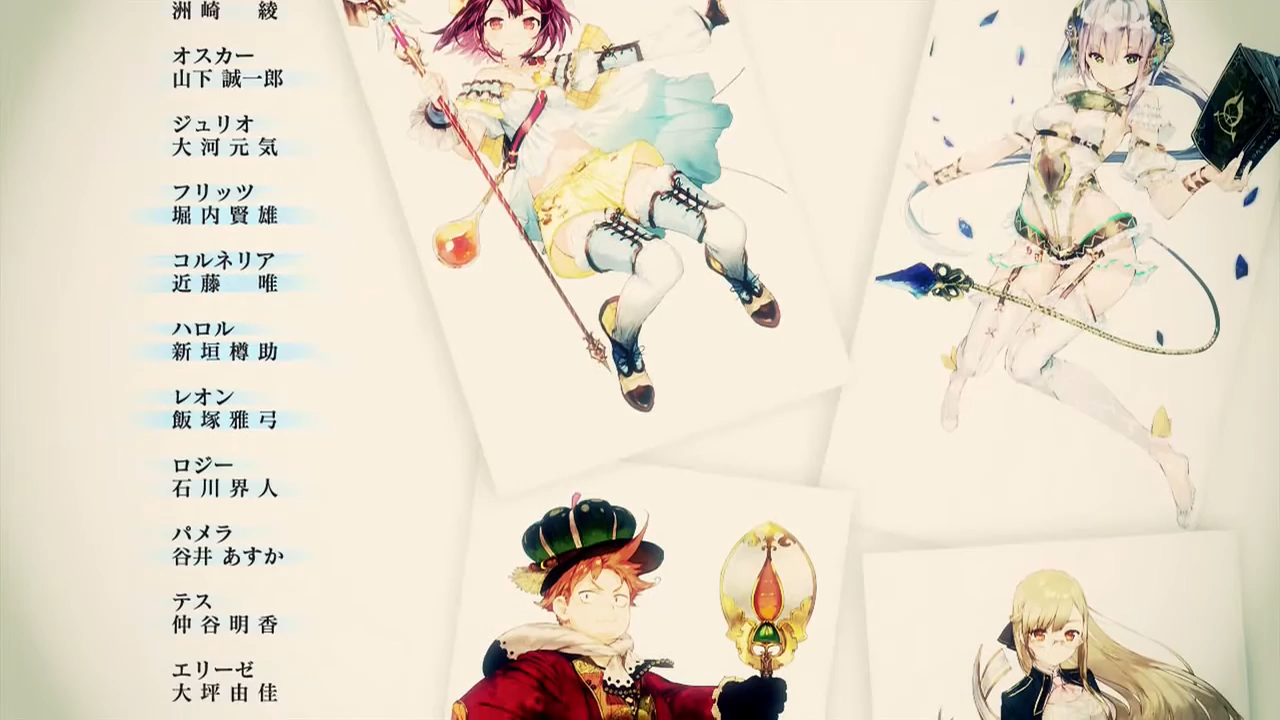 洲崎 綾
オスカー
山下 誠一郎
ジュリオ
大河元気
フリッツ
堀内賢雄
コルネリア
近藤 唯
ハロル
新垣樽助
レオン
飯塚雅弓
ロジー
石川界人
パメラ
谷井 あすか
テス
仲谷明香
エリーゼ
大坪由佳